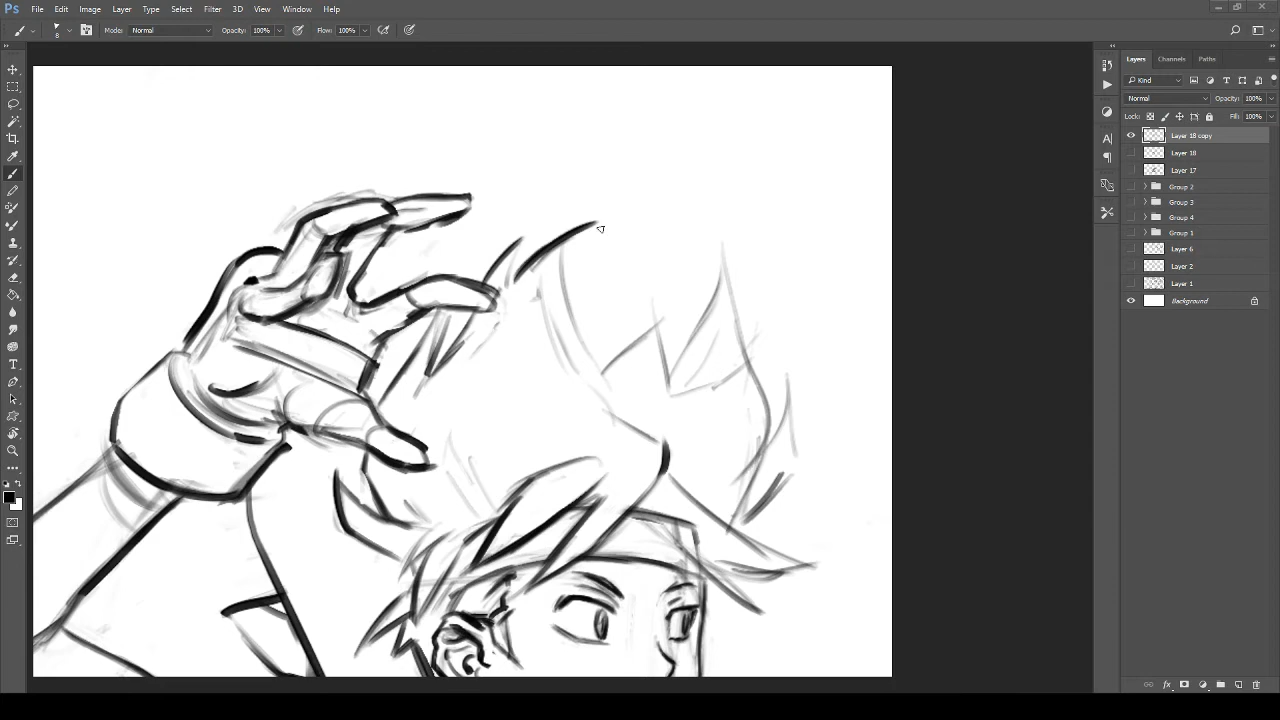 Ps File Edit Image Layer Type Select Filter 3D View Window Help
8 Mode: Normal Opacity: 100% Flow: 100%
Layers Channels Paths
Kind
Normal Opacity: 100%
Lock: Fill: 100%
Layer 18 copy
Layer 18
Layer 17
Group 2
Group 3
Group 4
Group 1
Layer 6
Layer 2
Layer 1
Background